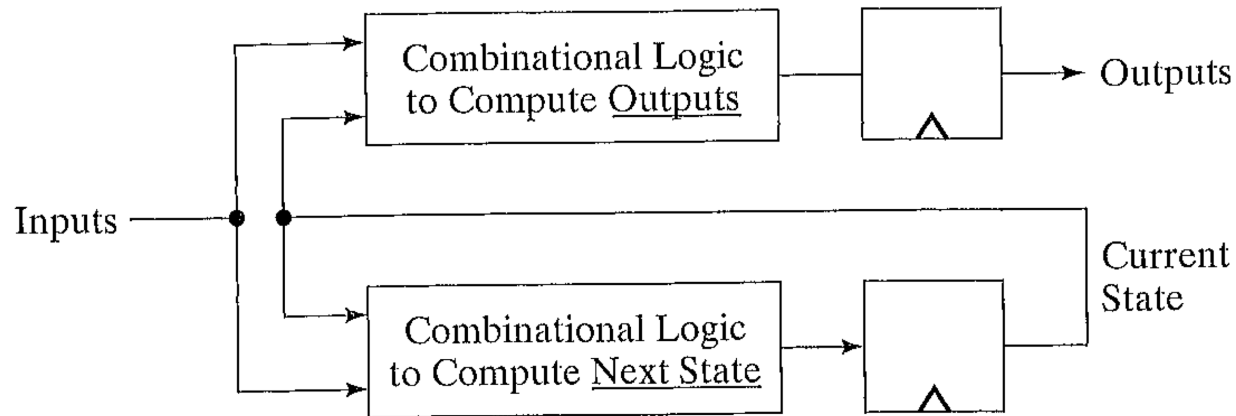 Combinational Logic
to Compute Outputs
Outputs
Inputs
Current
State
Combinational Logic
to Compute Next State